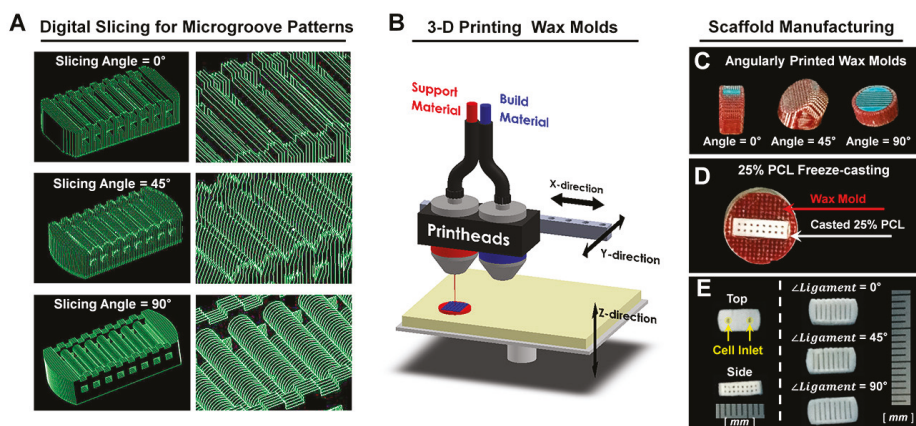 A
Digital Slicing for Microgroove Patterns
Slicing Angle = 0°
Slicing Angle = 45°
Slicing Angle = 90°
B
3-D Printing Wax Molds
Support
Material
Build
Material
X-direction
Printheads
Y-direction
Z-direction
Scaffold Manufacturing
C
Angularly Printed Wax Molds
Angle = 0°
Angle = 45°
Angle = 90°
D
25% PCL Freeze-casting
Wax Mold
Casted 25% PCL
E
Top
Cell Inlet
Side
[ mm ]
∠Ligament = 0°
∠Ligament = 45°
∠Ligament = 90°
[ mm ]